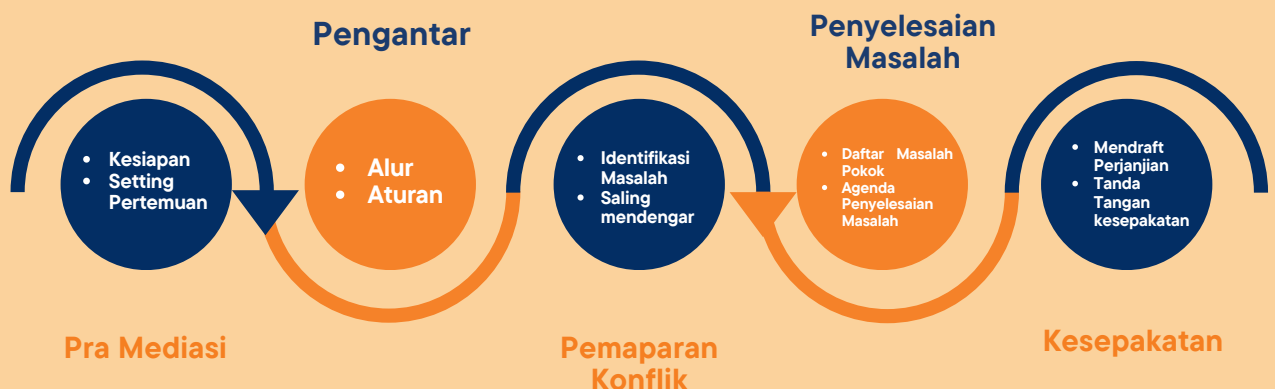 Pengantar
Penyelesaian
Masalah
• Kesiapan
• Setting
Pertemuan
• Alur
• Aturan
• Identifikasi
Masalah
• Saling
mendengar
• Daftar Masalah
Pokok
• Agenda
Penyelesaian
Masalah
• Mendraft
Perjanjian
• Tanda
Tangan
kesepakatan
Pra Mediasi
Pemaparan
Konflik
Kesepakatan